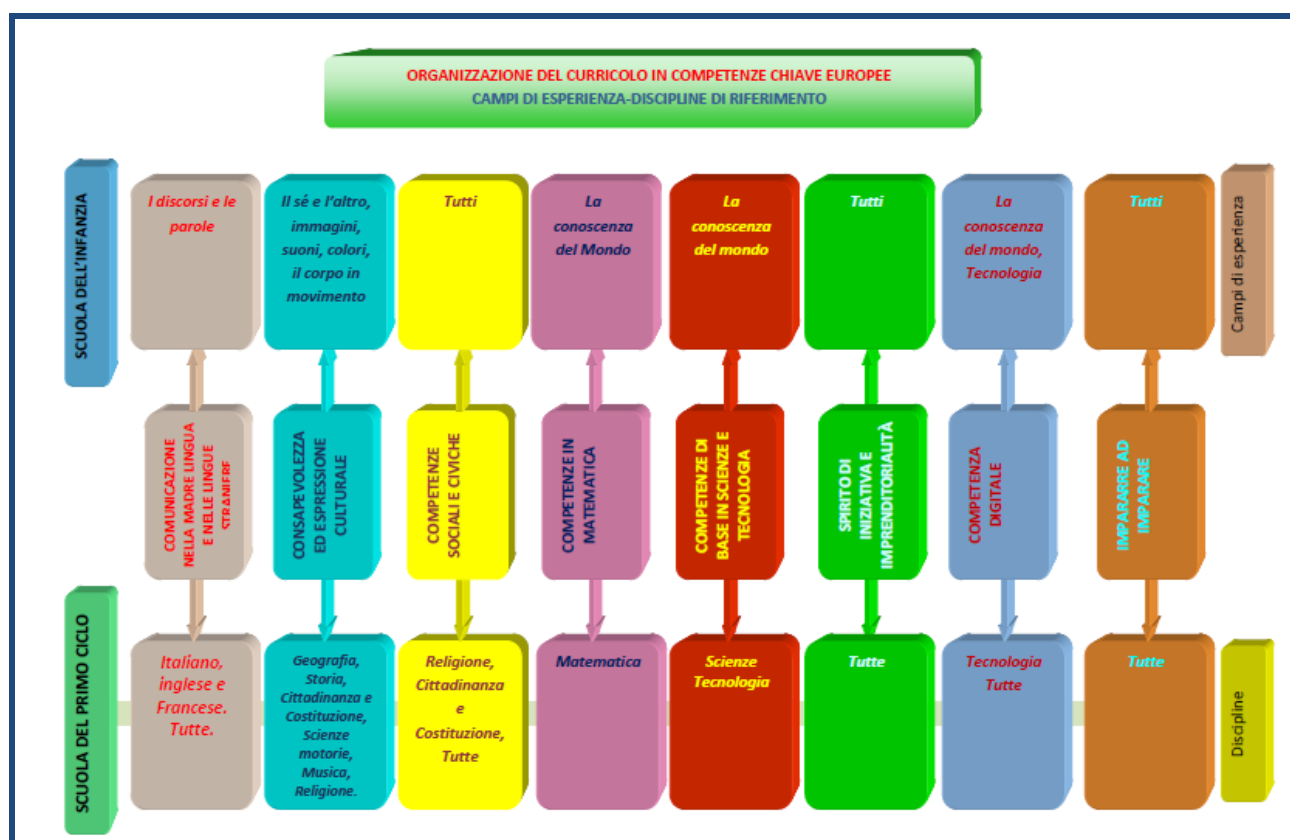 ORGANIZZAZIONE DEL CURRICOLO IN COMPETENZE CHIAVE EUROPEE
CAMPI DI ESPERIENZA-DISCIPLINE DI RIFERIMENTO
SCUOLA DELL'INFANZIA
I discorsi e le
parole
Il sé e l'altro,
immagini,
suoni, colori,
il corpo in
movimento
Tutti
La
conoscenza
del Mondo
La
conoscenza
del mondo
Tutti
La
conoscenza
del mondo,
Tecnologia
Tutti
Campi di esperienza
COMUNICAZIONE
NELLA MADRE LINGUA
E NELLE LINGUE
STRANIERE
CONSAPEVOLEZZA
ED ESPRESSIONE
CULTURALE
COMPETENZE
SOCIALI E CIVICHE
COMPETENZE IN
MATEMATICA
COMPETENZE DI
BASE IN SCIENZE E
TECNOLOGIA
SPIRITO DI
INIZIATIVA E
IMPRENDITORIALITÀ
COMPETENZA
DIGITALE
IMPARARRE AD
IMPARARE
SCUOLA DEL PRIMO CICLO
Italiano,
inglese e
Francese.
Tutte.
Geografia,
Storia,
Cittadinanza e
Costituzione,
Scienze
motorie,
Musica,
Religione.
Religione,
Cittadinanza
e
Costituzione,
Tutte
Matematica
Scienze
Tecnologia
Tutte
Tecnologia
Tutte
Tutte
Discipline